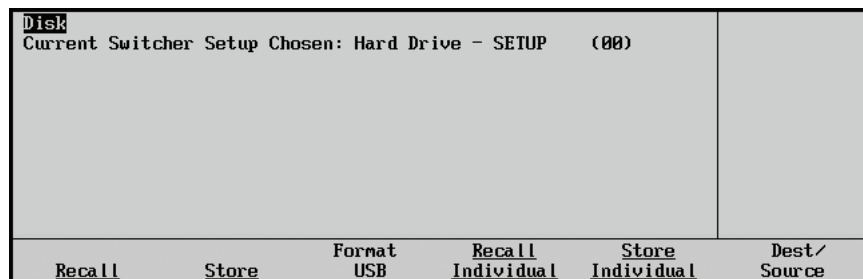 Disk
Current Switcher Setup Chosen: Hard Drive - SETUP (00)
Format Recall Store Dest/
Recall Store USB Individual Individual Source